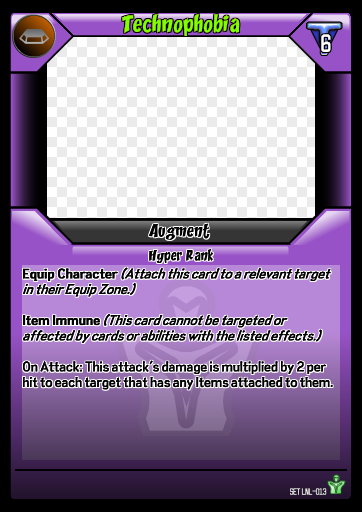 Technophobia
6
Augment
Hyper Rank
Equip Character (Attach this card to a relevant target
in their Equip Zone.)
Item Immune (This card cannot be targeted or
affected by cards or abilities with the listed effects.)
On Attack: This attack's damage is multiplied by 2 per
hit to each target that has any Items attached to them.
SET LNL-013